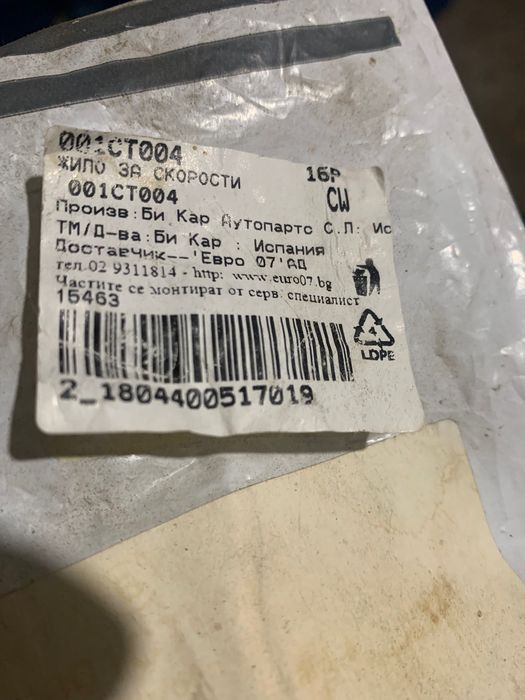 001CT004
ЖИЛО ЗА СКОРОСТИ 16Р
001CT004 CW
Произв:Би Кар Аутопартс С.Л: Ис
ТМ/Д-ва:Би Кар : Испания
Доставчик--'Евро 07'АД
тел.02 9311814 - http: www.euro07.bg
Частите се монтират от серв. специалист
15463
LDPE
2_1804400517019